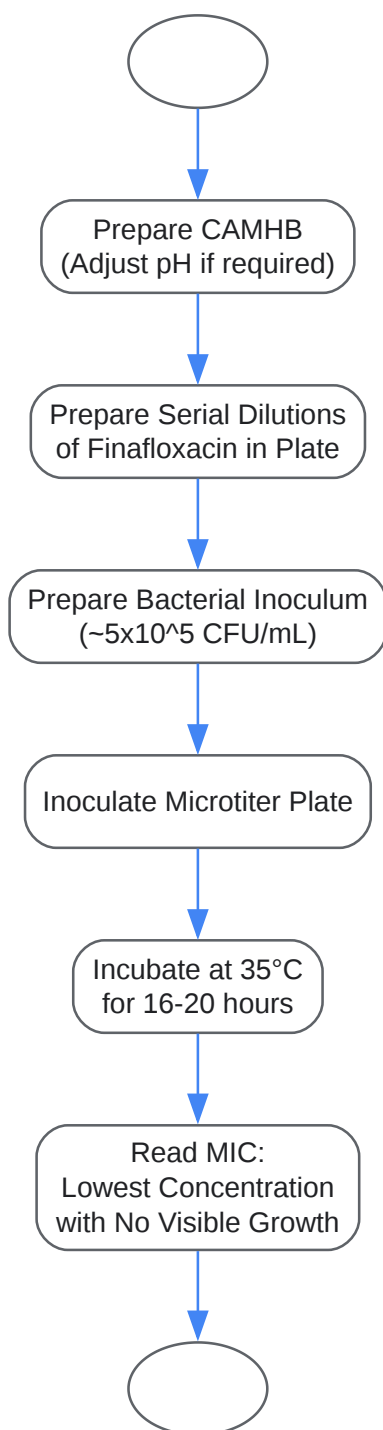 Prepare CAMHB
(Adjust pH if required)
Prepare Serial Dilutions
of Finafloxacin in Plate
Prepare Bacterial Inoculum
(~5x10^5 CFU/mL)
Inoculate Microtiter Plate
Incubate at 35°C
for 16-20 hours
Read MIC:
Lowest Concentration
with No Visible Growth